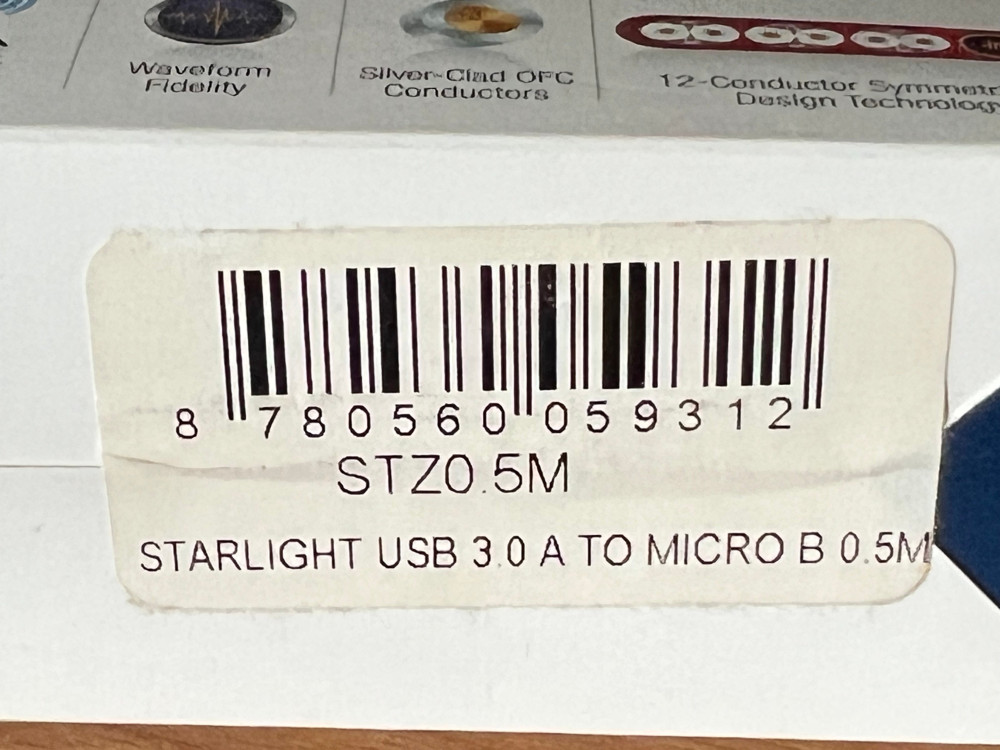 Waveform
Fidelity
Silver-Clad OFC
Conductors
12-Conductor Symmetr
Design Technology
8 780560 059312
STZ0.5M
STARLIGHT USB 3.0 A TO MICRO B 0.5M